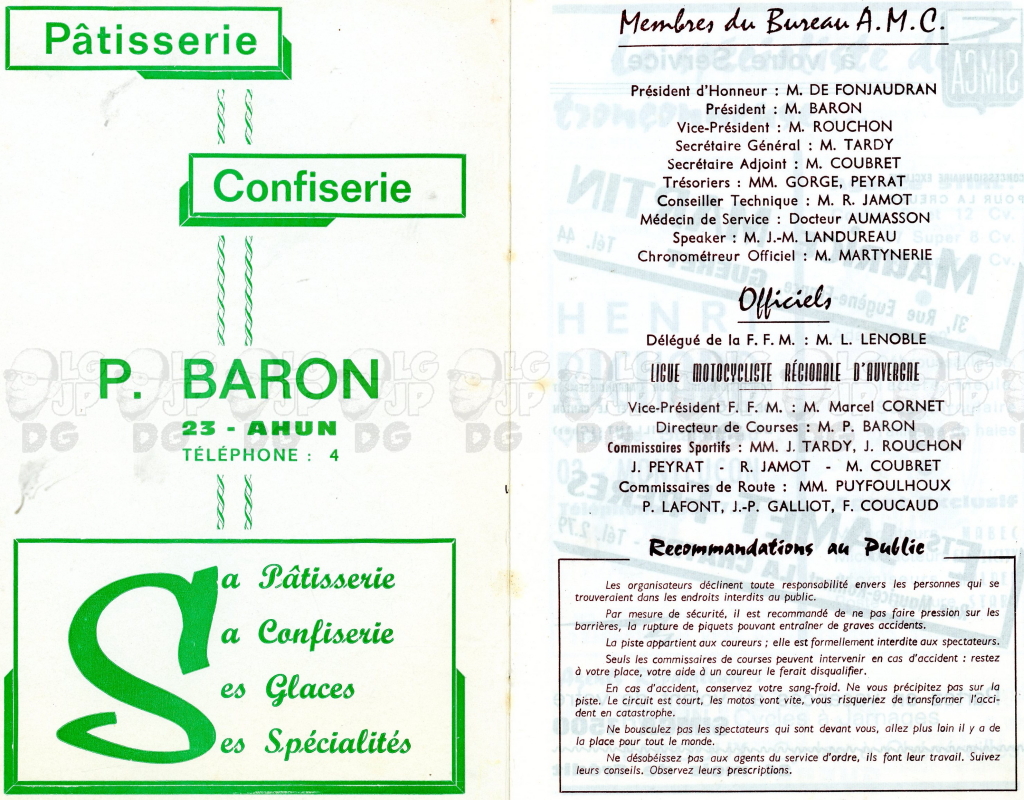 Pâtisserie
Confiserie
P. BARON
23 - AHUN
TÉLÉPHONE : 4
Sa Pâtisserie
Sa Confiserie
Ses Glaces
Ses Spécialités
Membres du Bureau A.M.C.
Président d'Honneur : M. DE FONJAUDRAN
Président : M. BARON
Vice-Président : M. ROUCHON
Secrétaire Général : M. TARDY
Secrétaire Adjoint : M. COUBRET
Trésoriers : MM. GORGE, PEYRAT
Conseiller Technique : M. R. JAMOT
Médecin de Service : Docteur AUMASSON
Speaker : M. J.-M. LANDUREAU
Chronométreur Officiel : M. MARTYNERIE
Officiels
Délégué de la F. F. M. : M. L. LENOBLE
LIGUE MOTOCYCLISTE RÉGIONALE D'AUVERGNE
Vice-Président F. F. M. : M. Marcel CORNET
Directeur de Courses : M. P. BARON
Commissaires Sportifs : MM. J. TARDY, J. ROUCHON
J. PEYRAT - R. JAMOT - M. COUBRET
Commissaires de Route : MM. PUYFOULHOUX
P. LAFONT, J.-P. GALLIOT, F. COUCAUD
Recommandations au Public
Les organisateurs déclinent toute responsabilité envers les personnes qui se
trouveraient dans les endroits interdits au public.
Par mesure de sécurité, il est recommandé de ne pas faire pression sur les
barrières, la rupture de piquets pouvant entraîner de graves accidents.
La piste appartient aux coureurs ; elle est formellement interdite aux spectateurs.
Seuls les commissaires de courses peuvent intervenir en cas d'accident : restez
à votre place, votre aide à un coureur le ferait disqualifier.
En cas d'accident, conservez votre sang-froid. Ne vous précipitez pas sur la
piste. Le circuit est court, les motos vont vite, vous risqueriez de transformer l'acci-
dent en catastrophe.
Ne bousculez pas les spectateurs qui sont devant vous, allez plus loin il y a de
la place pour tout le monde.
Ne désobéissez pas aux agents du service d'ordre, ils font leur travail. Suivez
leurs conseils. Observez leurs prescriptions.